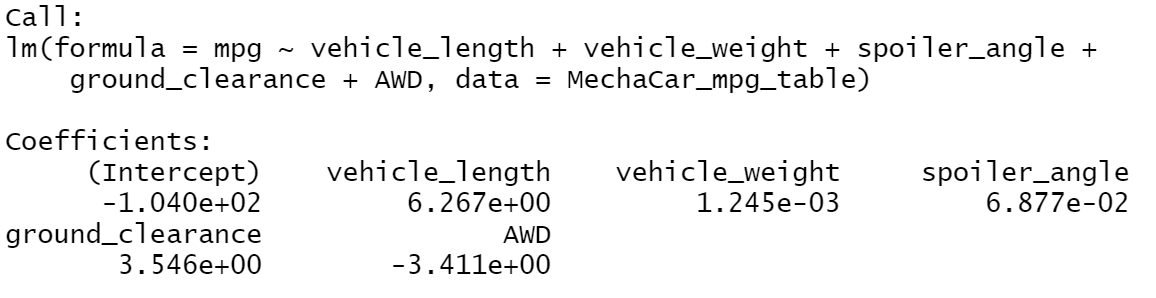 Call:
lm(formula = mpg ~ vehicle_length + vehicle_weight + spoiler_angle +
    ground_clearance + AWD, data = MechaCar_mpg_table)

Coefficients:
     (Intercept)    vehicle_length    vehicle_weight     spoiler_angle
      -1.040e+02         6.267e+00         1.245e-03         6.877e-02
ground_clearance               AWD
       3.546e+00        -3.411e+00